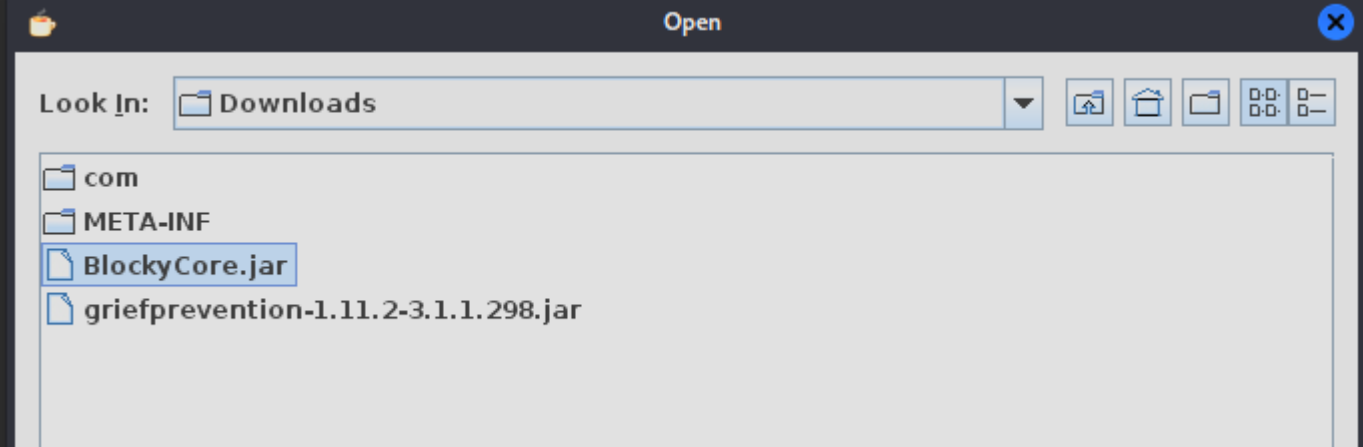 Open
Look In: Downloads
com
META-INF
BlockyCore.jar
griefprevention-1.11.2-3.1.1.298.jar